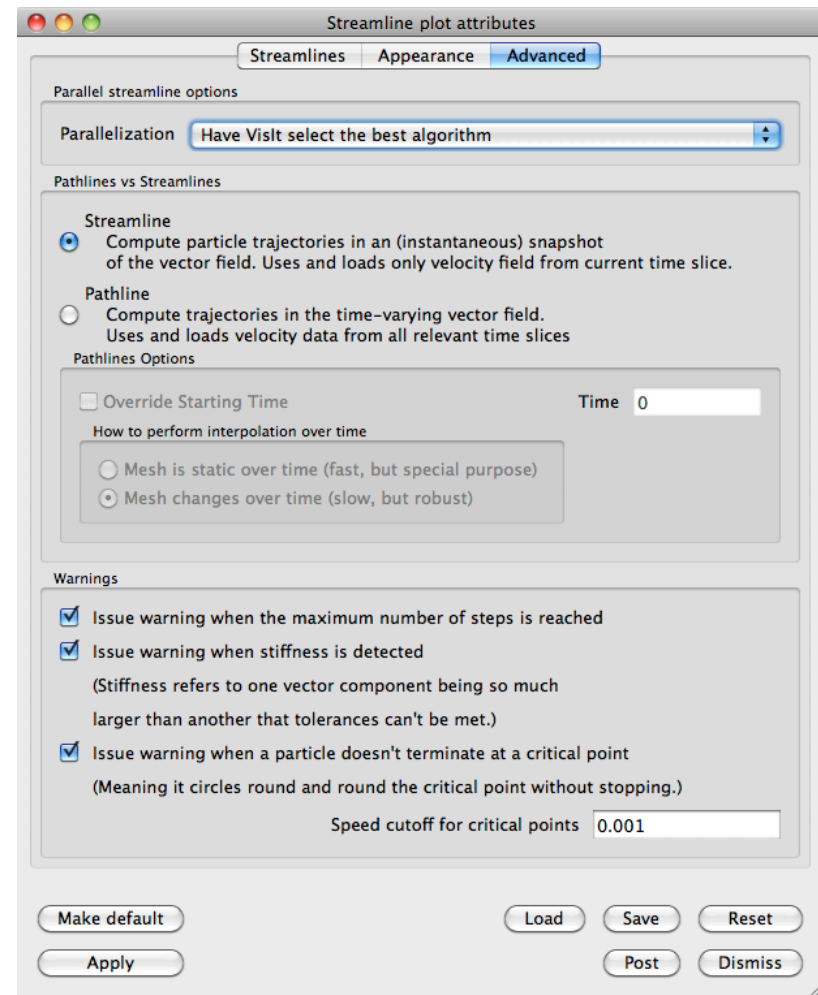 Streamline plot attributes
Streamlines Appearance Advanced
Parallel streamline options
Parallelization Have VisIt select the best algorithm
Pathlines vs Streamlines
Streamline
Compute particle trajectories in an (instantaneous) snapshot
of the vector field. Uses and loads only velocity field from current time slice.
Pathline
Compute trajectories in the time-varying vector field.
Uses and loads velocity data from all relevant time slices
Pathlines Options
Override Starting Time Time 0
How to perform interpolation over time
Mesh is static over time (fast, but special purpose)
Mesh changes over time (slow, but robust)
Warnings
Issue warning when the maximum number of steps is reached
Issue warning when stiffness is detected
(Stiffness refers to one vector component being so much
larger than another that tolerances can't be met.)
Issue warning when a particle doesn't terminate at a critical point
(Meaning it circles round and round the critical point without stopping.)
Speed cutoff for critical points 0.001
Make default Load Save Reset
Apply Post Dismiss